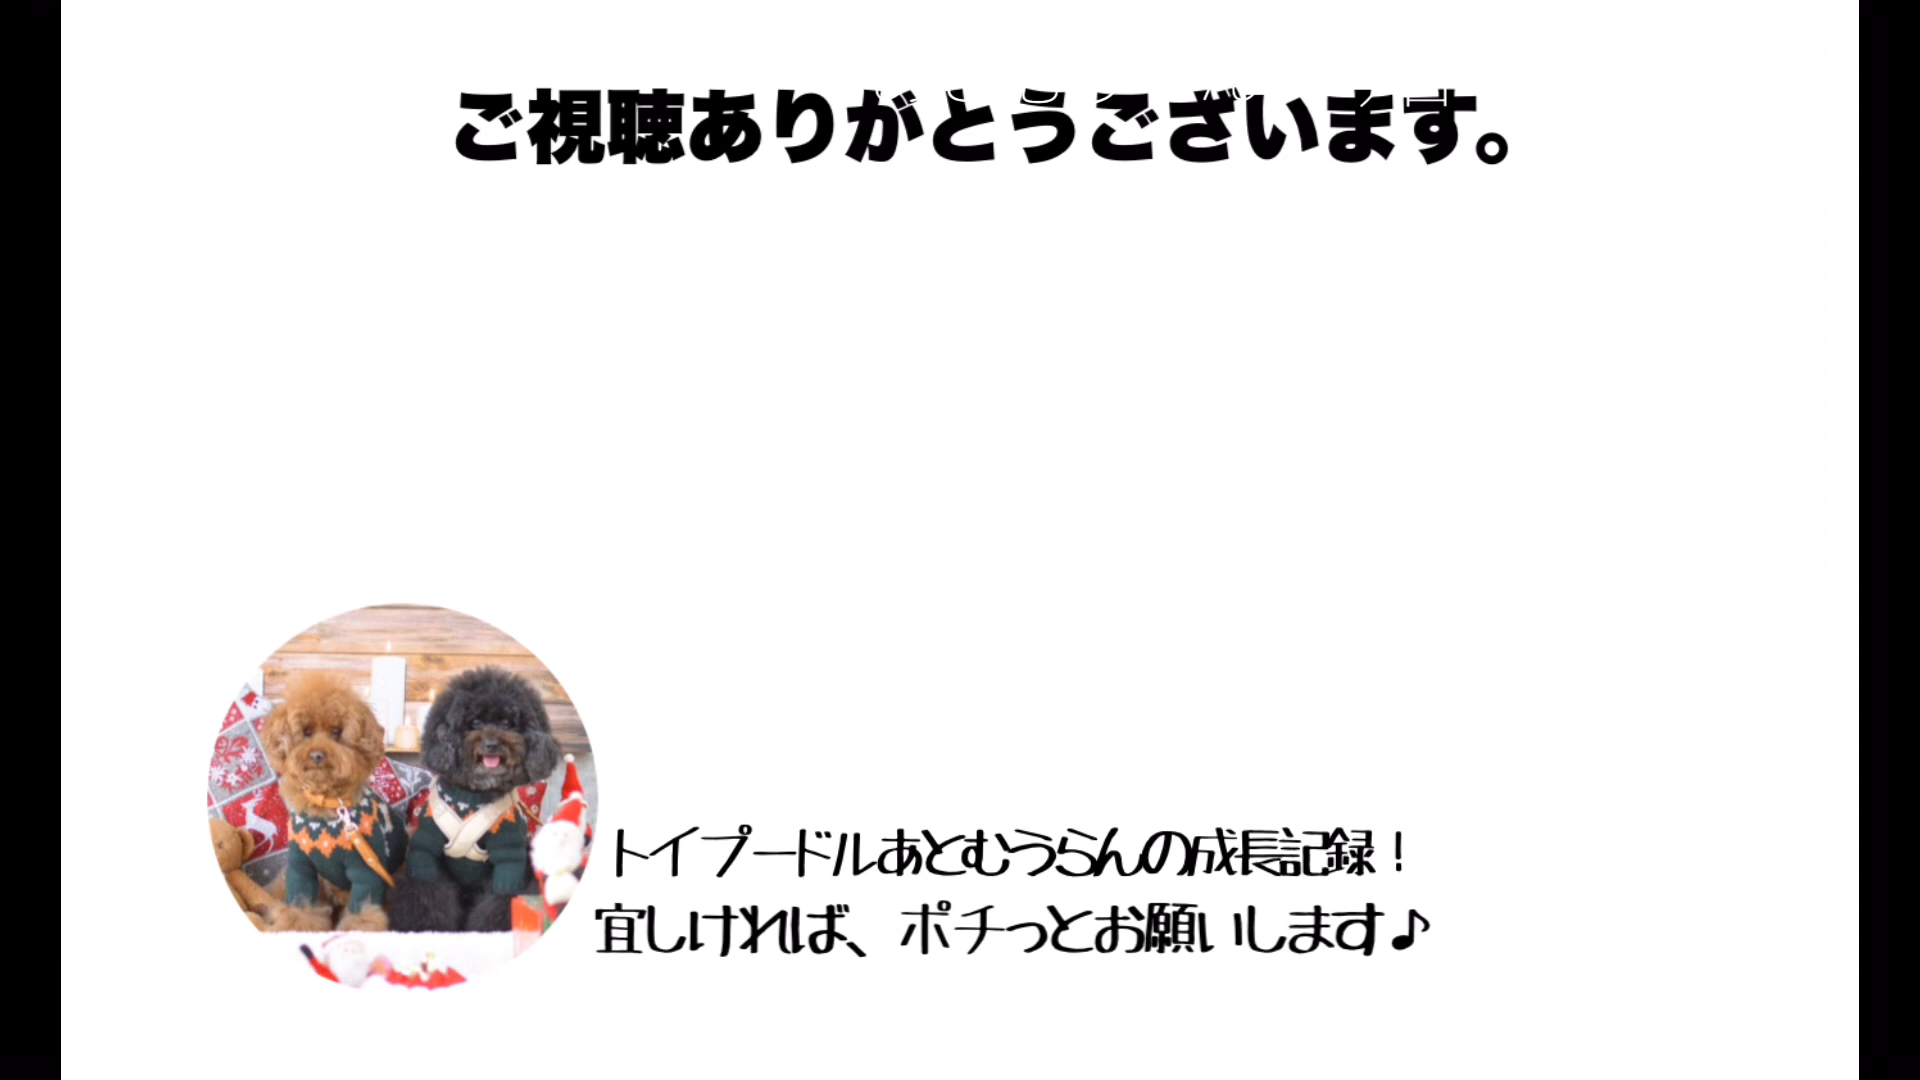 ご視聴ありがとうございます。
トイプードルあとむうらんの成長記録！
宜しければ、ポチっとお願いします♪